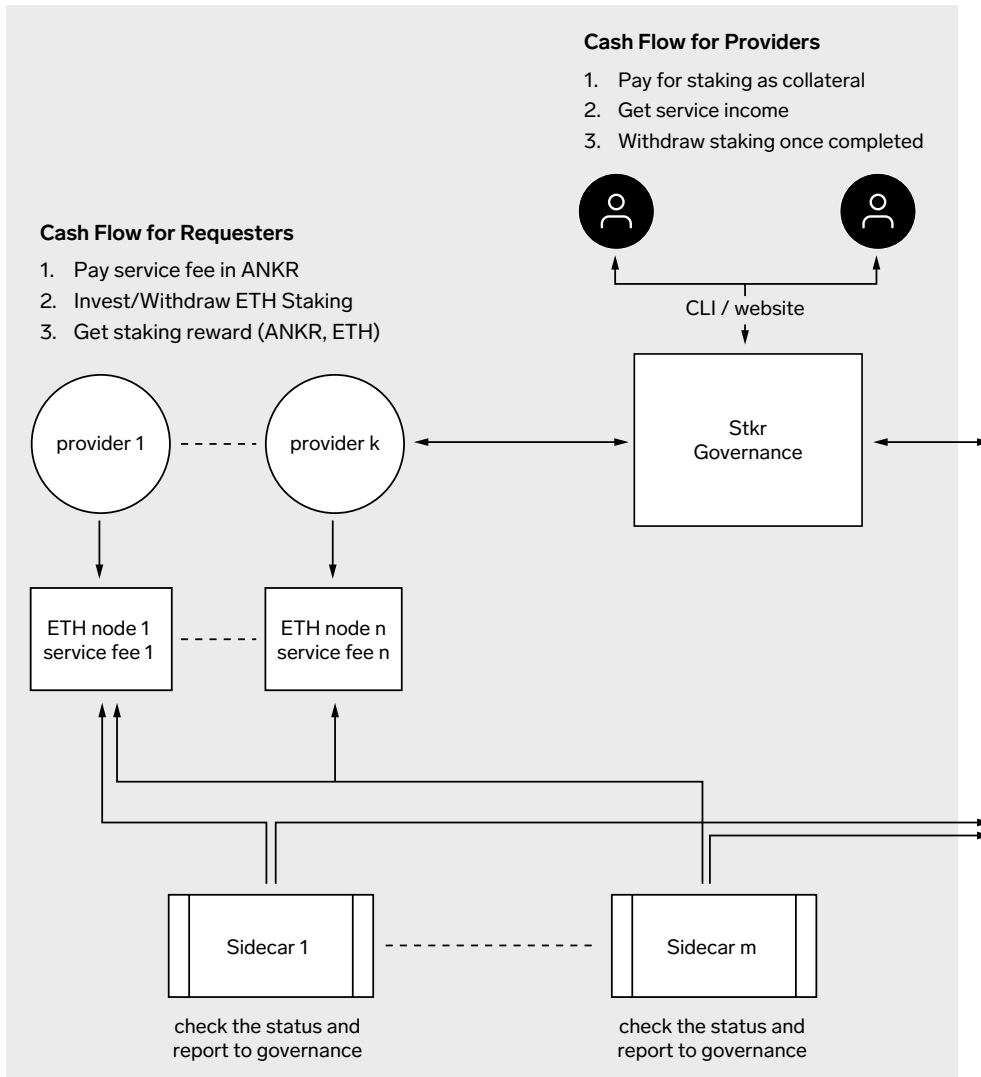 Cash Flow for Providers
1. Pay for staking as collateral
2. Get service income
3. Withdraw staking once completed
CLI / website
Cash Flow for Requesters
1. Pay service fee in ANKR
2. Invest/Withdraw ETH Staking
3. Get staking reward (ANKR, ETH)
provider 1
provider k
Stkr
Governance
ETH node 1
service fee 1
ETH node n
service fee n
Sidecar 1
Sidecar m
check the status and
report to governance
check the status and
report to governance